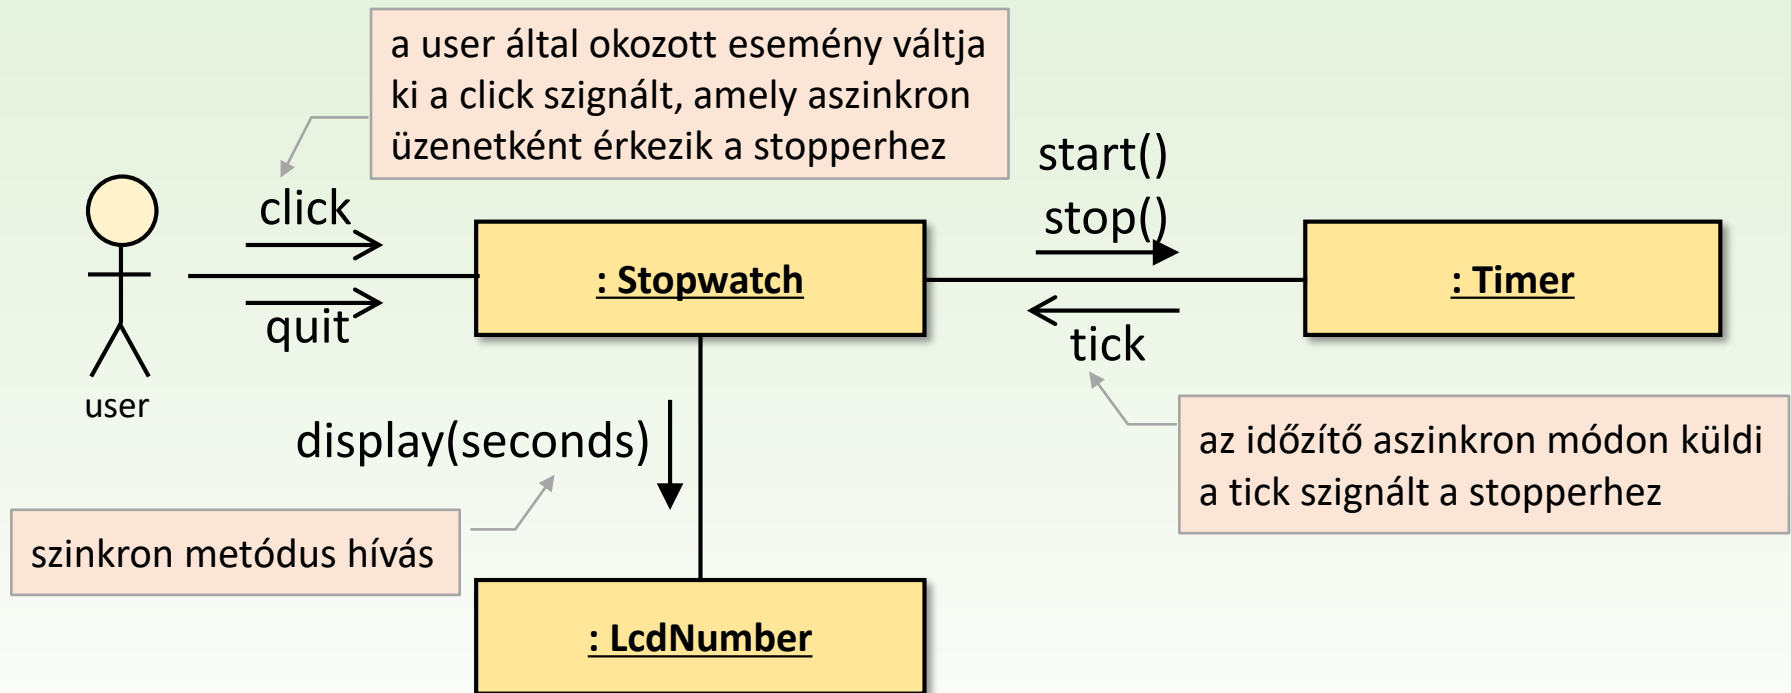 a user által okozott esemény váltja
ki a click szignált, amely aszinkron
üzenetként érkezik a stopperhez
start()
stop()
click
: Stopwatch
: Timer
quit
tick
user
display(seconds)
az időzítő aszinkron módon küldi
a tick szignált a stopperhez
szinkron metódus hívás
: LcdNumber